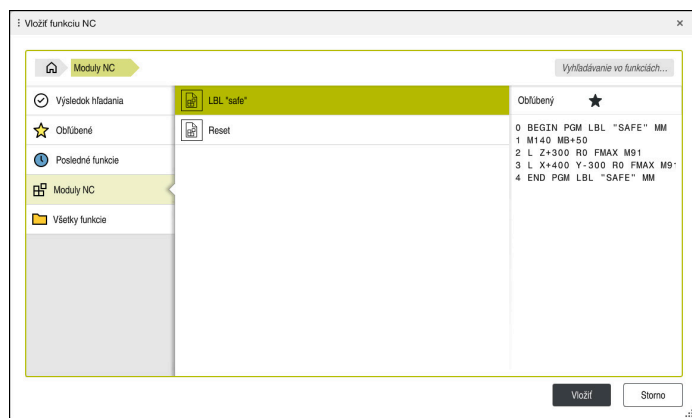 Vložiť funkciu NC
Moduly NC
Vyhľadávanie vo funkciách...
Výsledok hľadania
Obľúbené
Posledné funkcie
Moduly NC
Všetky funkcie
LBL "safe"
Reset
Obľúbený
0 BEGIN PGM LBL "SAFE" MM
1 M140 MB+50
2 L Z+300 R0 FMAX M91
3 L X+400 Y-300 R0 FMAX M9
4 END PGM LBL "SAFE" MM
Vložiť
Storno